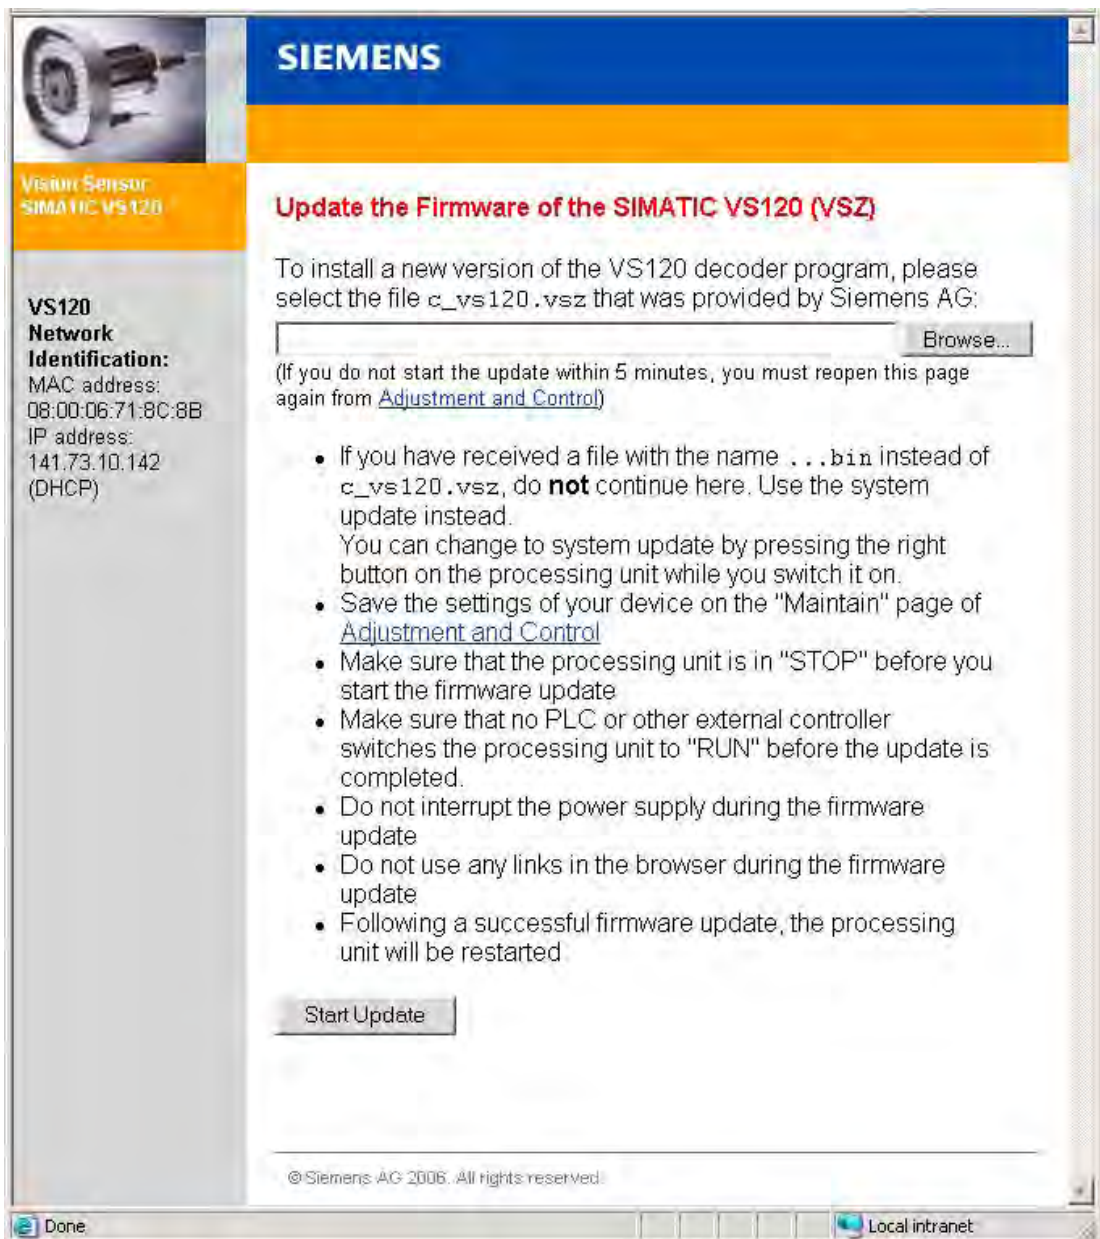 SIEMENS
Vision Sensor
SIMATIC VS120
Update the Firmware of the SIMATIC VS120 (VSZ)
To install a new version of the VS120 decoder program, please
select the file c_vs120.vsz that was provided by Siemens AG:
Browse...
(If you do not start the update within 5 minutes, you must reopen this page
again from Adjustment and Control)
VS120
Network
Identification:
MAC address:
08:00:06:71:8C:8B
IP address:
141.73.10.142
(DHCP)
• If you have received a file with the name ...bin instead of
c_vs120.vsz, do not continue here. Use the system
update instead.
You can change to system update by pressing the right
button on the processing unit while you switch it on.
• Save the settings of your device on the "Maintain" page of
Adjustment and Control
• Make sure that the processing unit is in "STOP" before you
start the firmware update
• Make sure that no PLC or other external controller
switches the processing unit to "RUN" before the update is
completed.
• Do not interrupt the power supply during the firmware
update
• Do not use any links in the browser during the firmware
update
• Following a successful firmware update, the processing
unit will be restarted
Start Update
© Siemens AG 2006. All rights reserved.
Done
Local intranet